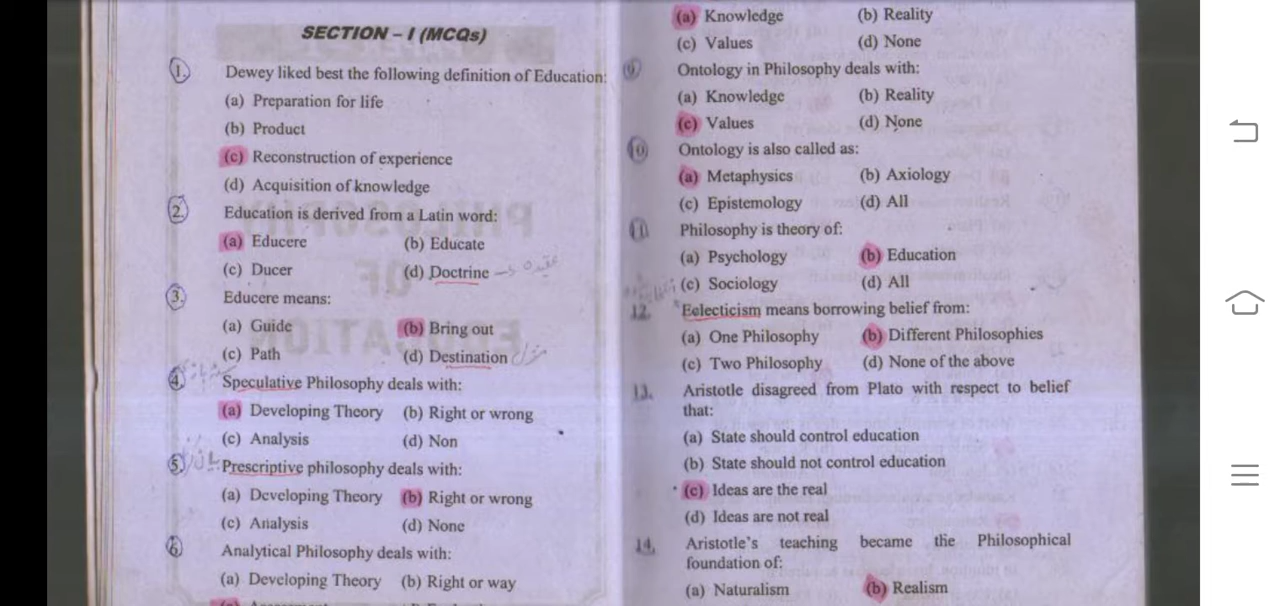 SECTION – I (MCQs)
1. Dewey liked best the following definition of Education:
(a) Preparation for life
(b) Product
(c) Reconstruction of experience
(d) Acquisition of knowledge
2. Education is derived from a Latin word:
(a) Educere (b) Educate
(c) Ducer (d) Doctrine → عقیدہ
3. Educere means:
(a) Guide (b) Bring out
(c) Path (d) Destination منزل
4. Speculative Philosophy deals with:
(a) Developing Theory (b) Right or wrong
(c) Analysis (d) Non
5. Prescriptive philosophy deals with:
(a) Developing Theory (b) Right or wrong
(c) Analysis (d) None
6 Analytical Philosophy deals with:
(a) Developing Theory (b) Right or way
(a) Knowledge (b) Reality
(c) Values (d) None
9. Ontology in Philosophy deals with:
(a) Knowledge (b) Reality
(c) Values (d) None
10. Ontology is also called as:
(a) Metaphysics (b) Axiology
(c) Epistemology (d) All
11. Philosophy is theory of:
(a) Psychology (b) Education
(c) Sociology (d) All
12. Eelecticism means borrowing belief from:
(a) One Philosophy (b) Different Philosophies
(c) Two Philosophy (d) None of the above
13. Aristotle disagreed from Plato with respect to belief
that:
(a) State should control education
(b) State should not control education
(c) Ideas are the real
(d) Ideas are not real
14. Aristotle's teaching became the Philosophical
foundation of:
(a) Naturalism (b) Realism